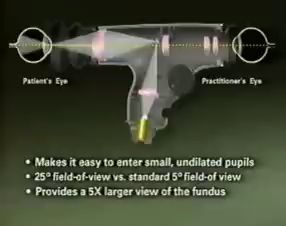 Patient's Eye
Practitioner's Eye
• Makes it easy to enter small, undilated pupils
• 25° field-of-view vs. standard 5° field-of view
• Provides a 5X larger view of the fundus